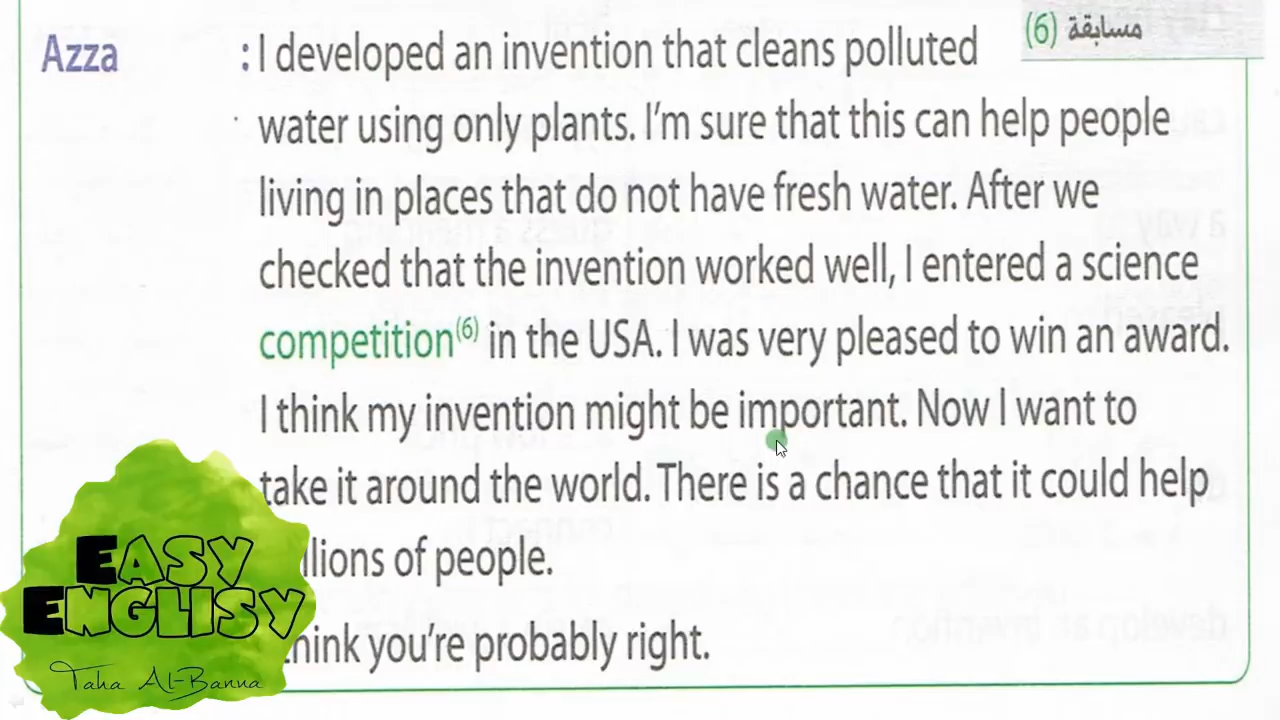 مسابقة (6)
Azza : I developed an invention that cleans polluted
water using only plants. I'm sure that this can help people
living in places that do not have fresh water. After we
checked that the invention worked well, I entered a science
competition(6) in the USA. I was very pleased to win an award.
I think my invention might be important. Now I want to
take it around the world. There is a chance that it could help
of people.
you're probably right.
EASY
ENGLISY
Taha Al-Banna